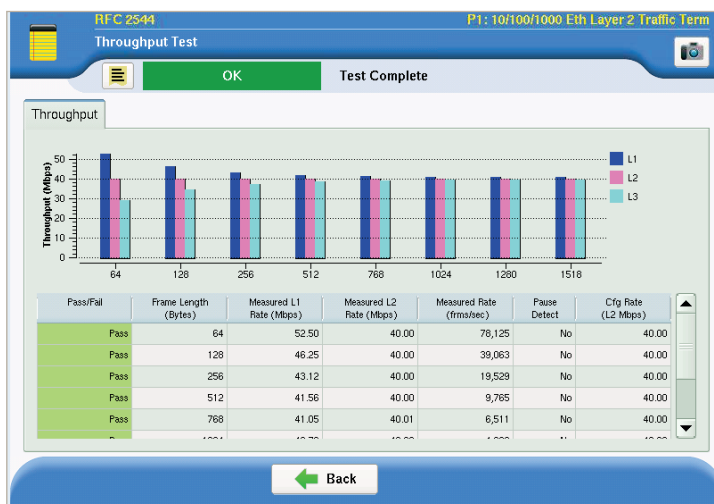 RFC 2544
P1: 10/100/1000 Eth Layer 2 Traffic Term
Throughput Test
OK
Test Complete
Throughput
Throughput (Mbps)
50
40
30
20
10
0
64 128 256 512 768 1024 1280 1518
L1
L2
L3
Pass/Fail Frame Length (Bytes) Measured L1 Rate (Mbps) Measured L2 Rate (Mbps) Measured Rate (frms/sec) Pause Detect Cfg Rate (L2 Mbps)
Pass 64 52.50 40.00 78,125 No 40.00
Pass 128 46.25 40.00 39,063 No 40.00
Pass 256 43.12 40.00 19,529 No 40.00
Pass 512 41.56 40.00 9,765 No 40.00
Pass 768 41.05 40.01 6,511 No 40.00
Back